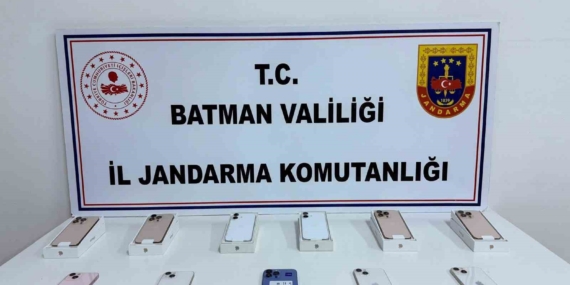 T.C.
BATMAN VALİLİĞİ
İL JANDARMA KOMUTANLIĞI
JANDARMA